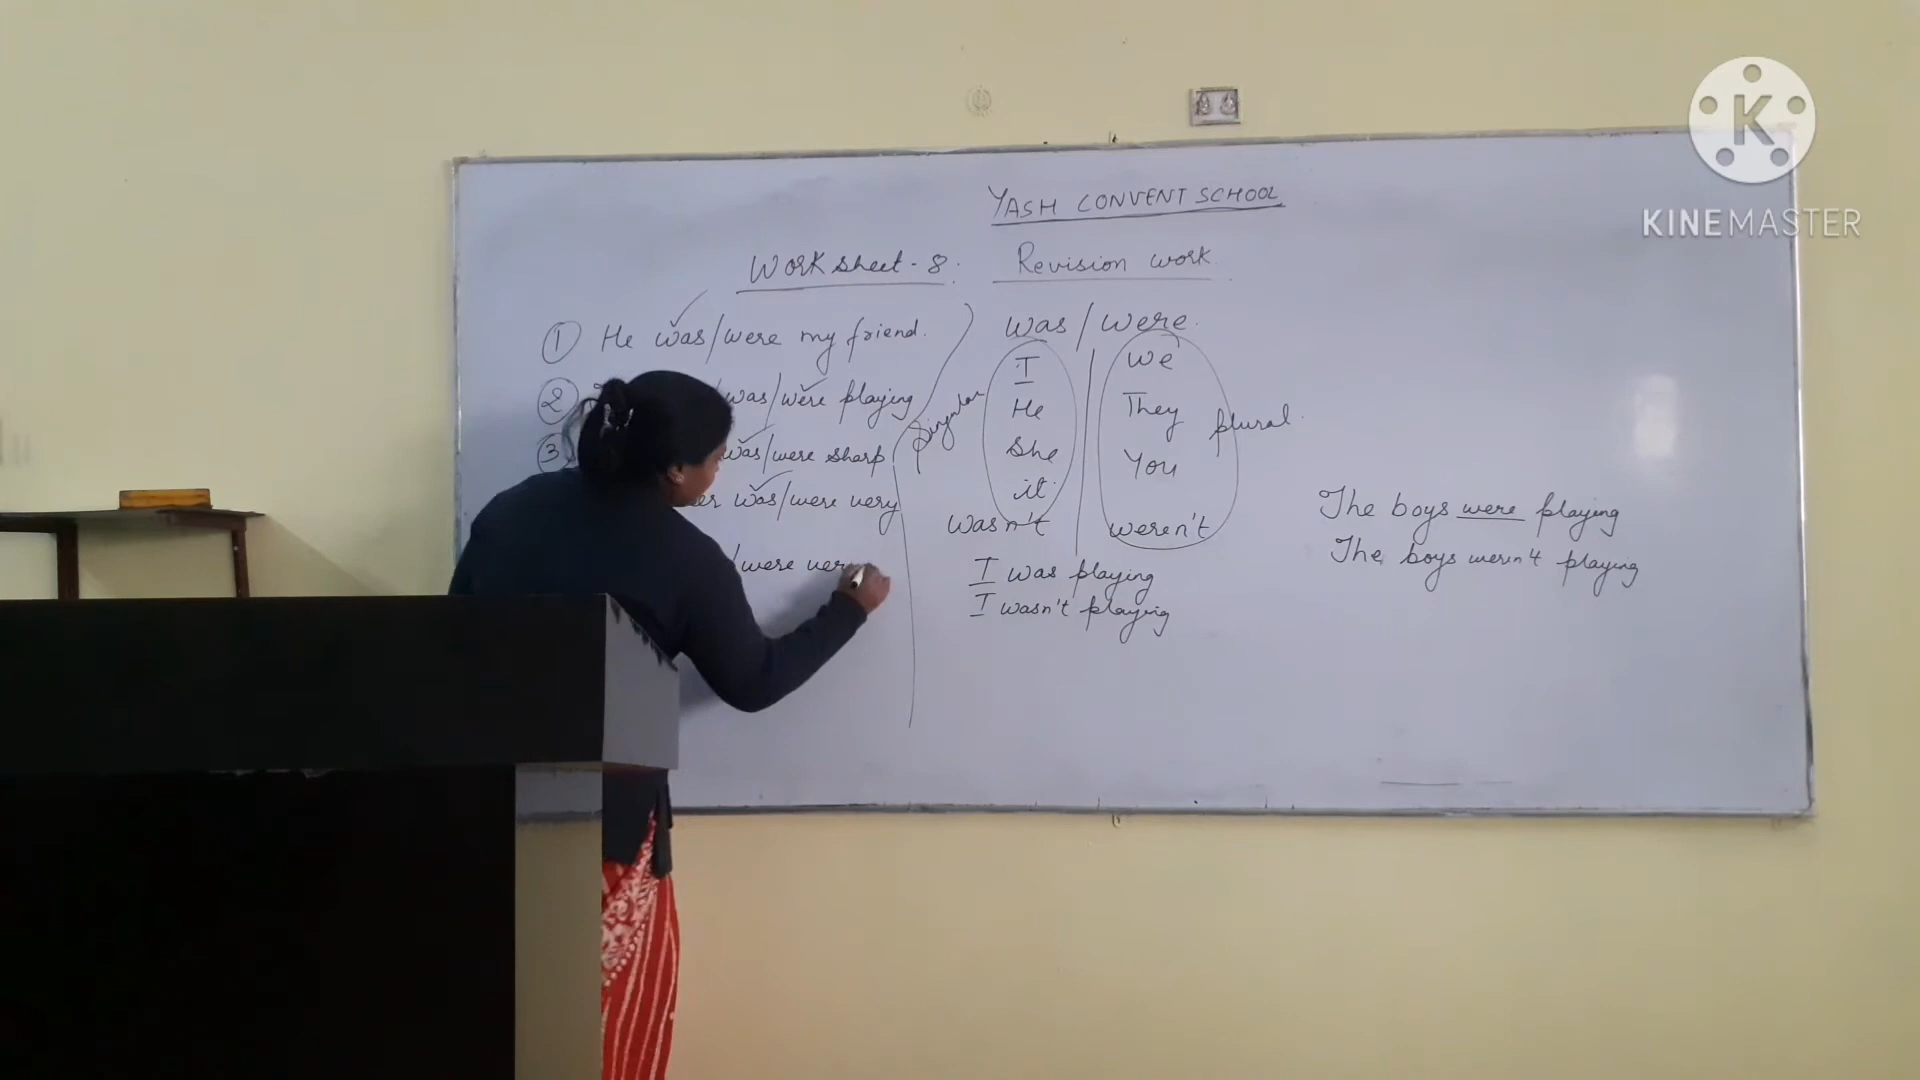 K
KINEMASTER
YASH CONVENT SCHOOL
Worksheet-8. Revision work.
① He was/were my friend.
② was/were playing
③ was/were sharp
was/were very
/were ver
was/were.
I
He
She
it
Singular
wasn't
We
They
You
plural.
weren't
I was playing
I wasn't playing
The boys were playing
The boys weren't playing